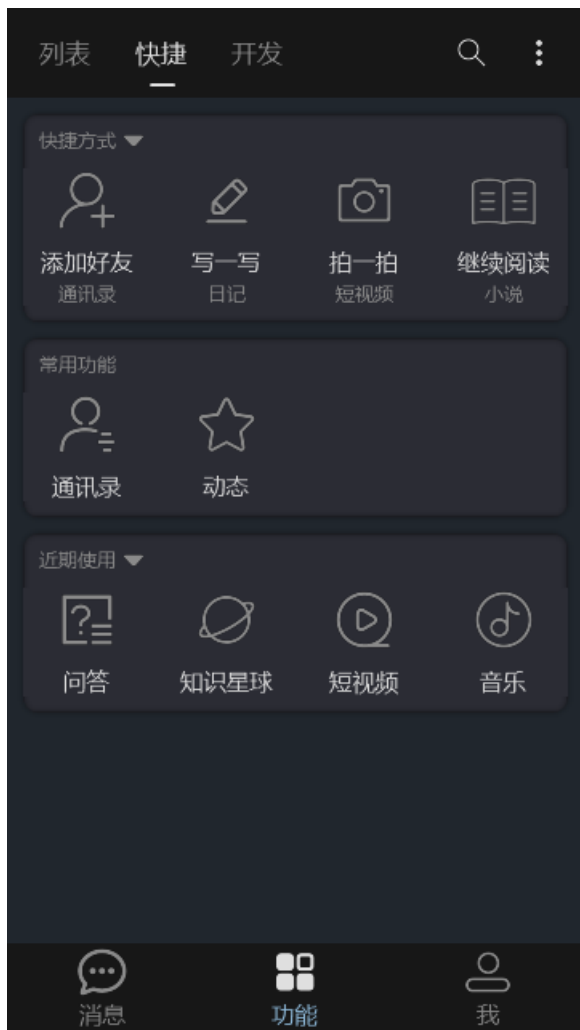 列表 快捷 开发
快捷方式
添加好友 写一写 拍一拍 继续阅读
通讯录 日记 短视频 小说
常用功能
通讯录 动态
近期使用
问答 知识星球 短视频 音乐
消息 功能 我